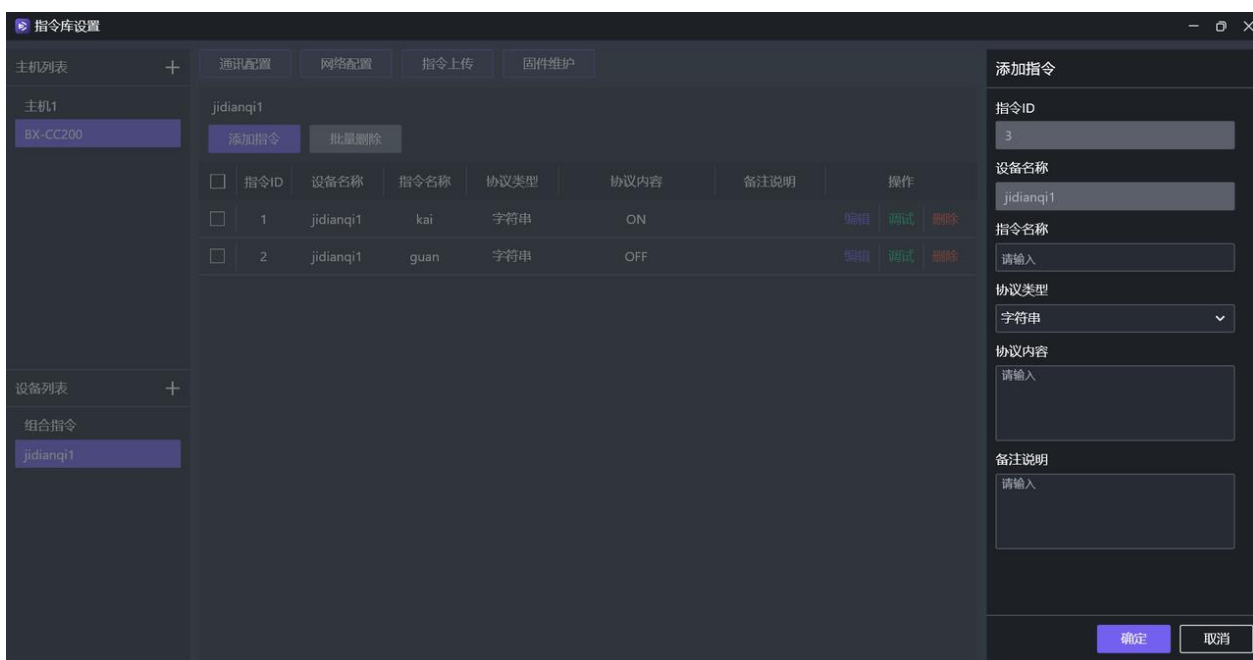 指令库设置
主机列表
主机1
BX-CC200
设备列表
组合指令
jidianqi1
通讯配置 网络配置 指令上传 固件维护
jidianqi1
添加指令 批量删除
指令ID 设备名称 指令名称 协议类型 协议内容 备注说明 操作
1 jidianqi1 kai 字符串 ON 编辑 调试 删除
2 jidianqi1 guan 字符串 OFF 编辑 调试 删除
添加指令
指令ID
3
设备名称
jidianqi1
指令名称
请输入
协议类型
字符串
协议内容
请输入
备注说明
请输入
确定 取消